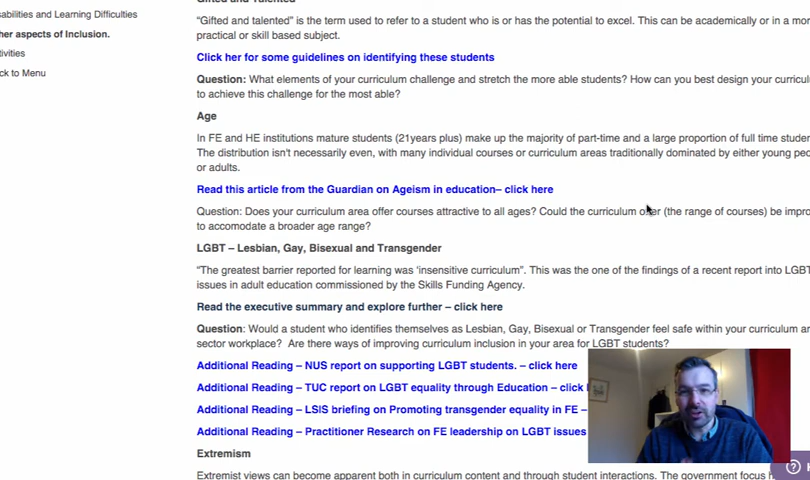 sabilities and Learning Difficulties
her aspects of Inclusion.
tivities
ck to Menu
Gifted and Talented
“Gifted and talented” is the term used to refer to a student who is or has the potential to excel. This can be academically or in a mor
practical or skill based subject.
Click her for some guidelines on identifying these students
Question: What elements of your curriculum challenge and stretch the more able students? How can you best design your curricul
to achieve this challenge for the most able?
Age
In FE and HE institutions mature students (21years plus) make up the majority of part-time and a large proportion of full time studen
The distribution isn't necessarily even, with many individual courses or curriculum areas traditionally dominated by either young peo
or adults.
Read this article from the Guardian on Ageism in education– click here
Question: Does your curriculum area offer courses attractive to all ages? Could the curriculum offer (the range of courses) be impro
to accomodate a broader age range?
LGBT – Lesbian, Gay, Bisexual and Transgender
“The greatest barrier reported for learning was ‘insensitive curriculum”. This was the one of the findings of a recent report into LGBT
issues in adult education commissioned by the Skills Funding Agency.
Read the executive summary and explore further – click here
Question: Would a student who identifies themselves as Lesbian, Gay, Bisexual or Transgender feel safe within your curriculum ar
sector workplace? Are there ways of improving curriculum inclusion in your area for LGBT students?
Additional Reading – NUS report on supporting LGBT students. – click here
Additional Reading – TUC report on LGBT equality through Education – click
Additional Reading – LSIS briefing on Promoting transgender equality in FE –
Additional Reading – Practitioner Research on FE leadership on LGBT issues
Extremism
Extremist views can become apparent both in curriculum content and through student interactions. The government focus